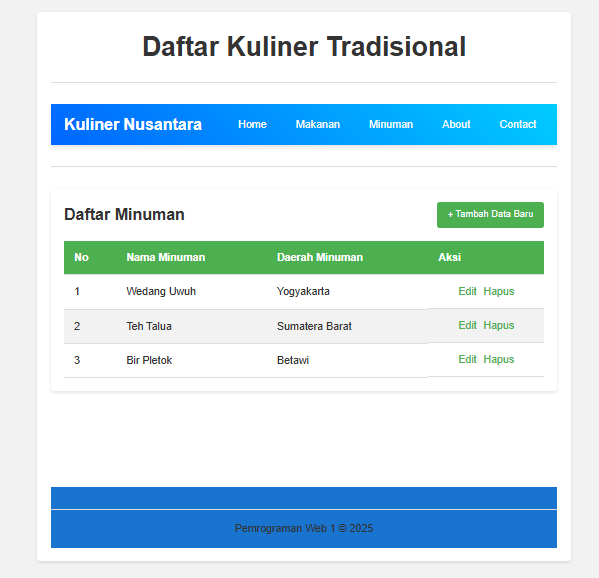 Daftar Kuliner Tradisional
Kuliner Nusantara Home Makanan Minuman About Contact
Daftar Minuman + Tambah Data Baru
No Nama Minuman Daerah Minuman Aksi
1 Wedang Uwuh Yogyakarta Edit Hapus
2 Teh Talua Sumatera Barat Edit Hapus
3 Bir Pletok Betawi Edit Hapus
Pemrograman Web 1 © 2025